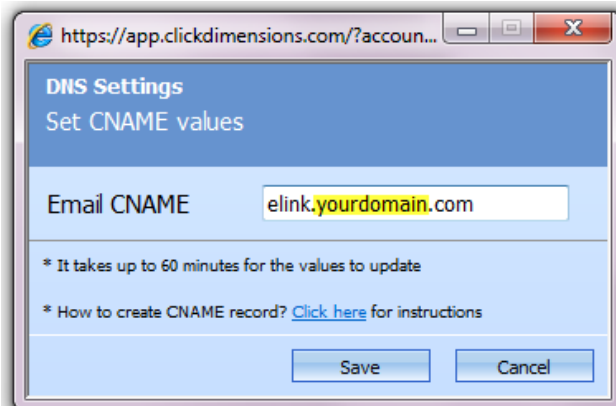 https://app.clickdimensions.com/?accoun...
DNS Settings
Set CNAME values
Email CNAME
elink.yourdomain.com
* It takes up to 60 minutes for the values to update
* How to create CNAME record? Click here for instructions
Save
Cancel